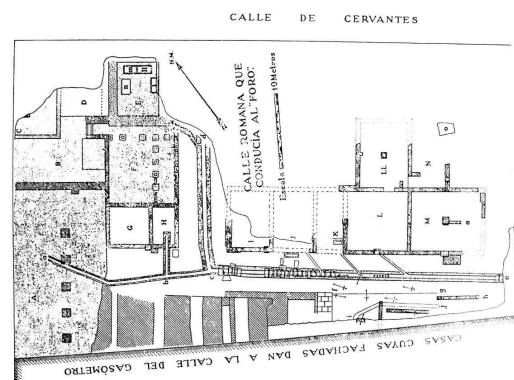 CALLE DE CERVANTES
N.M.
CALLE ROMANA QUE
CONDUCÍA AL "FORO":
Escala
10 Metros
C
D
B
E
F
A
G
H
I
J
K
L
LL
M
N
a
b
c
e
f
g
h
i
j
CASAS CUYAS FACHADAS DAN A LA CALLE DEL GASÓMETRO